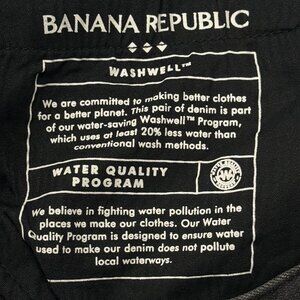 BANANA REPUBLIC
WASHWELL™
We are committed to making better clothes
for a better planet. This pair of denim is part
of our water-saving Washwell™ Program,
which uses at least 20% less water than
conventional wash methods.
WATER QUALITY
PROGRAM
We believe in fighting water pollution in the
places we make our clothes. Our Water
Quality Program is designed to ensure water
used to make our denim does not pollute
local waterways.